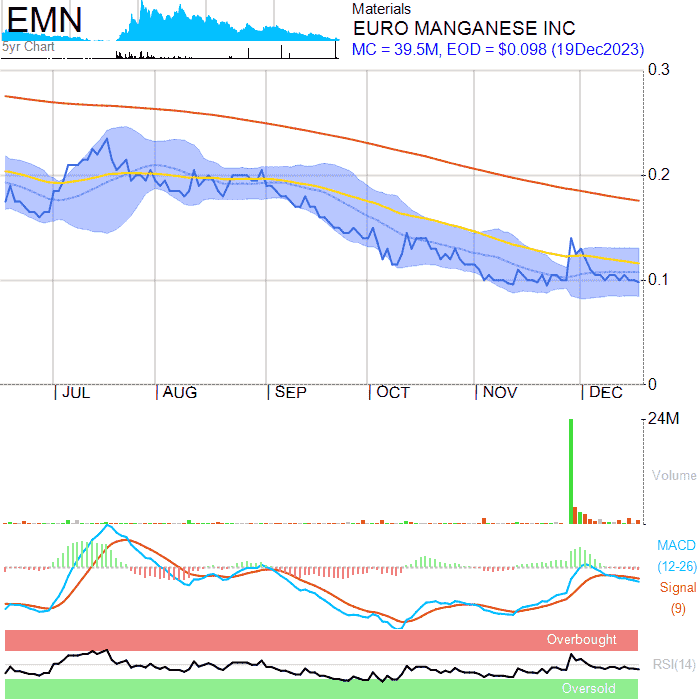 EMN
5yr Chart
Materials
EURO MANGANESE INC
MC = 39.5M, EOD = $0.098 (19Dec2023)
0.3
0.2
0.1
0
JUL AUG SEP OCT NOV DEC
24M
Volume
MACD
(12-26)
Signal
(9)
Overbought
RSI(14)
Oversold